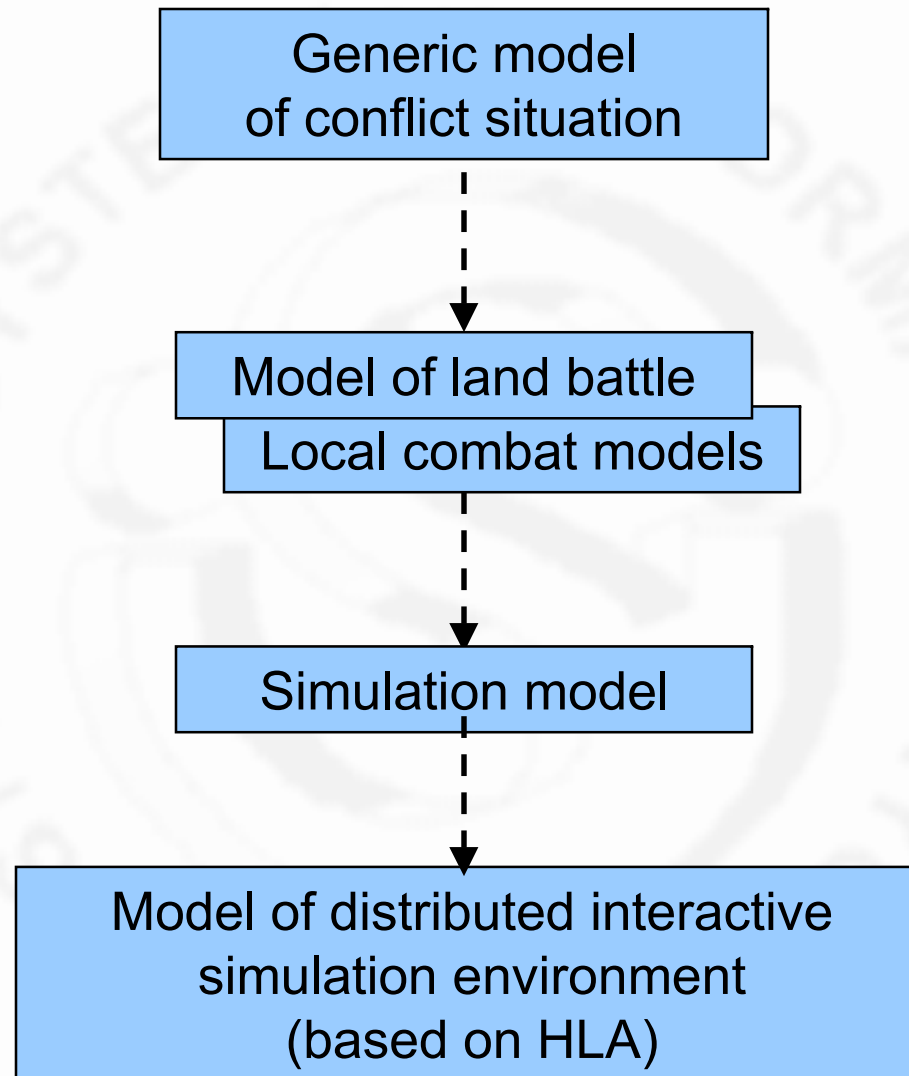 Generic model
of conflict situation
Model of land battle
Local combat models
Simulation model
Model of distributed interactive
simulation environment
(based on HLA)